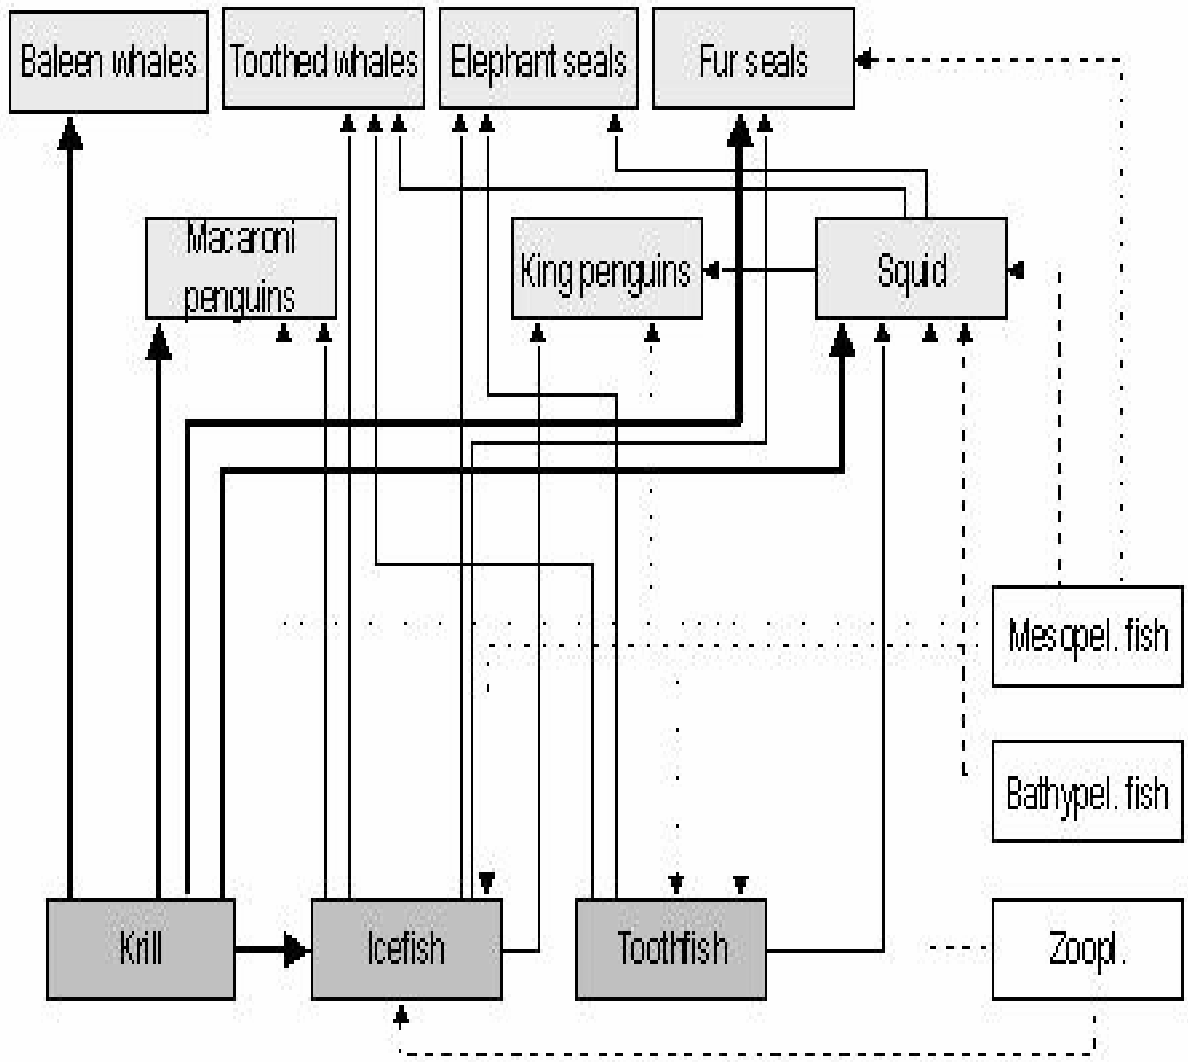 Baleen whales
Toothed whales
Elephant seals
Fur seals
Macaroni
penguins
King penguins
Squid
Mesopel. fish
Bathypel. fish
Krill
Icefish
Toothfish
Zoopl.